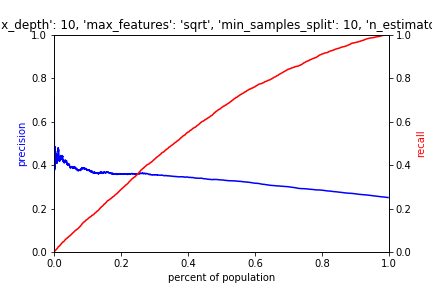 x_depth': 10, 'max_features': 'sqrt', 'min_samples_split': 10, 'n_estimato
1.0
0.8
0.6
0.4
0.2
0.0
precision
0.0 0.2 0.4 0.6 0.8 1.0
percent of population
1.0
0.8
0.6
0.4
0.2
0.0
recall